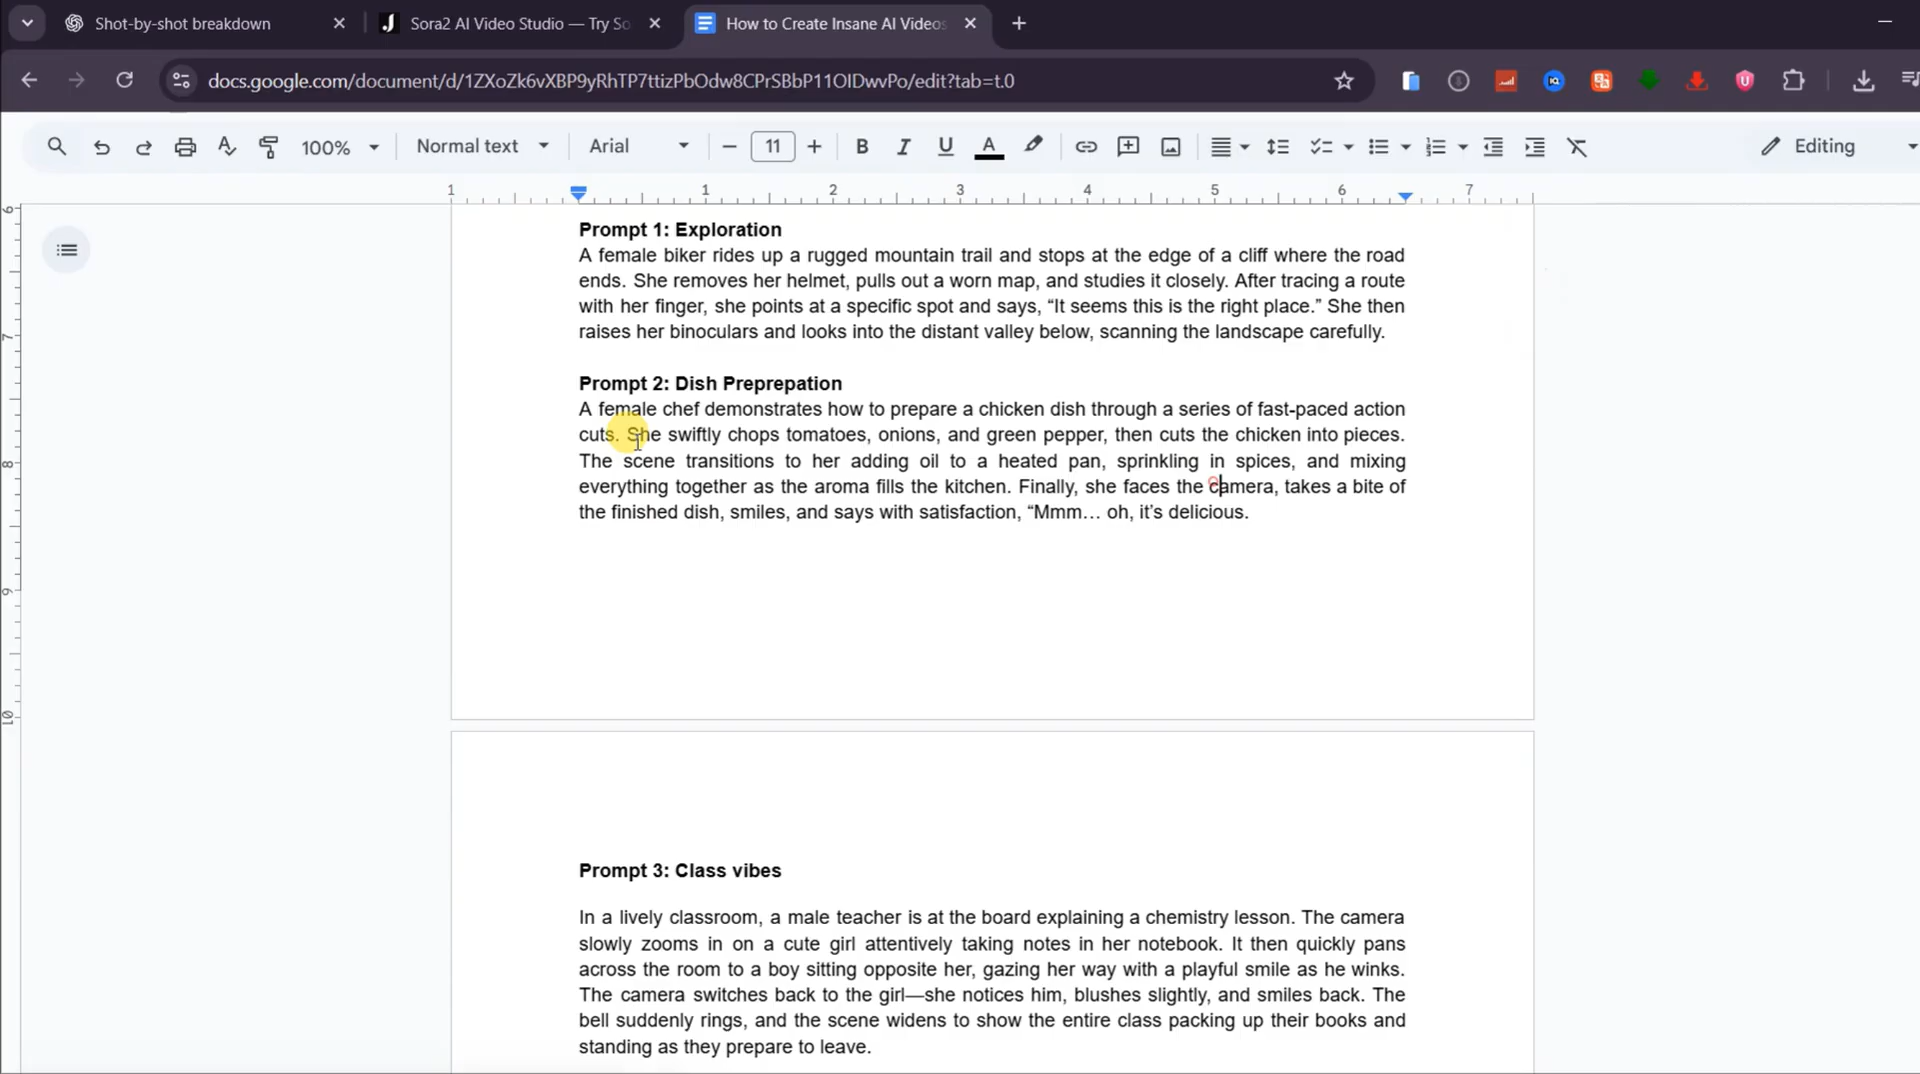 Shot-by-shot breakdown
Sora2 AI Video Studio — Try So
How to Create Insane AI Videos
docs.google.com/document/d/1ZXoZk6vXBP9yRhTP7ttizPbOdw8CPrSBbP11OIDwvPo/edit?tab=t.0
100%
Normal text
Arial
11
B I U A
Editing
1 1 2 3 4 5 6 7
6
7
8
9
10
Prompt 1: Exploration
A female biker rides up a rugged mountain trail and stops at the edge of a cliff where the road
ends. She removes her helmet, pulls out a worn map, and studies it closely. After tracing a route
with her finger, she points at a specific spot and says, “It seems this is the right place.” She then
raises her binoculars and looks into the distant valley below, scanning the landscape carefully.
Prompt 2: Dish Preprepation
A female chef demonstrates how to prepare a chicken dish through a series of fast-paced action
cuts. She swiftly chops tomatoes, onions, and green pepper, then cuts the chicken into pieces.
The scene transitions to her adding oil to a heated pan, sprinkling in spices, and mixing
everything together as the aroma fills the kitchen. Finally, she faces the camera, takes a bite of
the finished dish, smiles, and says with satisfaction, “Mmm… oh, it’s delicious.
Prompt 3: Class vibes
In a lively classroom, a male teacher is at the board explaining a chemistry lesson. The camera
slowly zooms in on a cute girl attentively taking notes in her notebook. It then quickly pans
across the room to a boy sitting opposite her, gazing her way with a playful smile as he winks.
The camera switches back to the girl—she notices him, blushes slightly, and smiles back. The
bell suddenly rings, and the scene widens to show the entire class packing up their books and
standing as they prepare to leave.